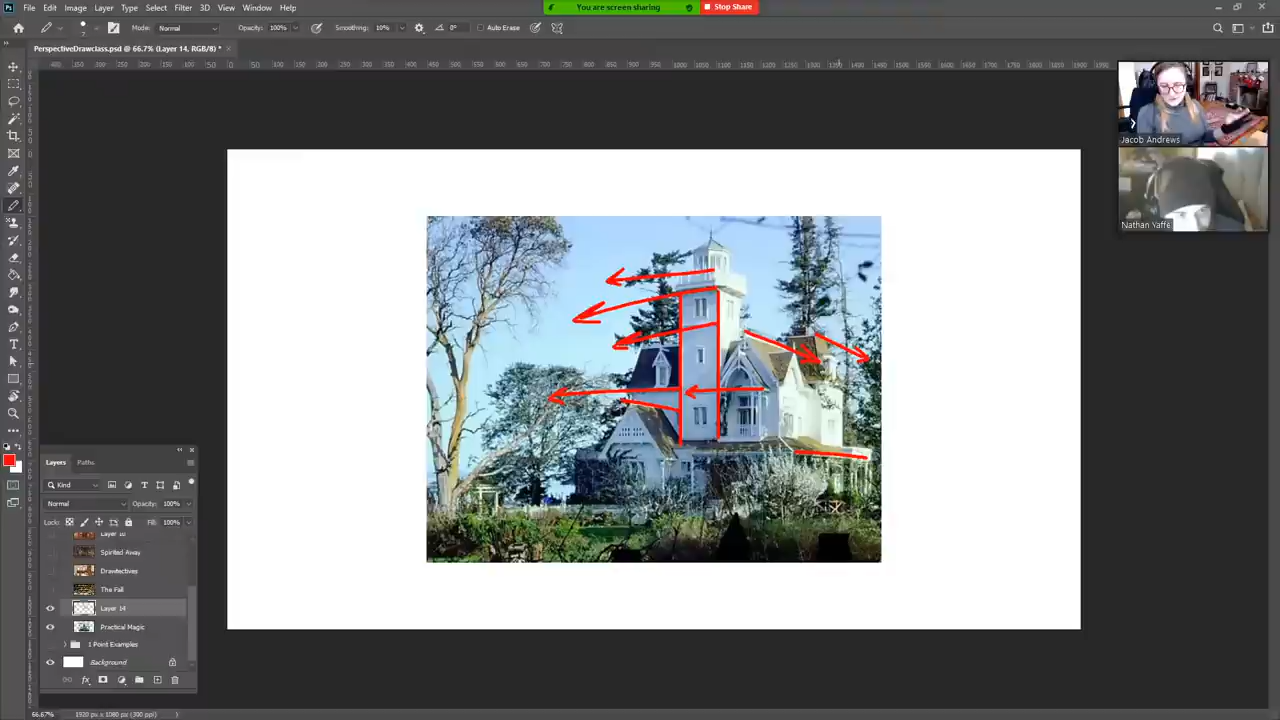 File Edit Image Layer Type Select Filter 3D View Window Help
You are screen sharing
Stop Share
Mode: Normal Opacity: 100% Smoothing: 10% 0° Auto Erase
PerspectiveDrawclass.psd @ 66.7% (Layer 14, RGB/8) *
Jacob Andrews
Nathan Yaffe
Layers Paths
Kind
Normal Opacity: 100%
Lock: Fill: 100%
Spirited Away
Drawtectives
The Fall
Layer 14
Practical Magic
1 Point Examples
Background
66.67% 1920 px x 1080 px (300 ppi)